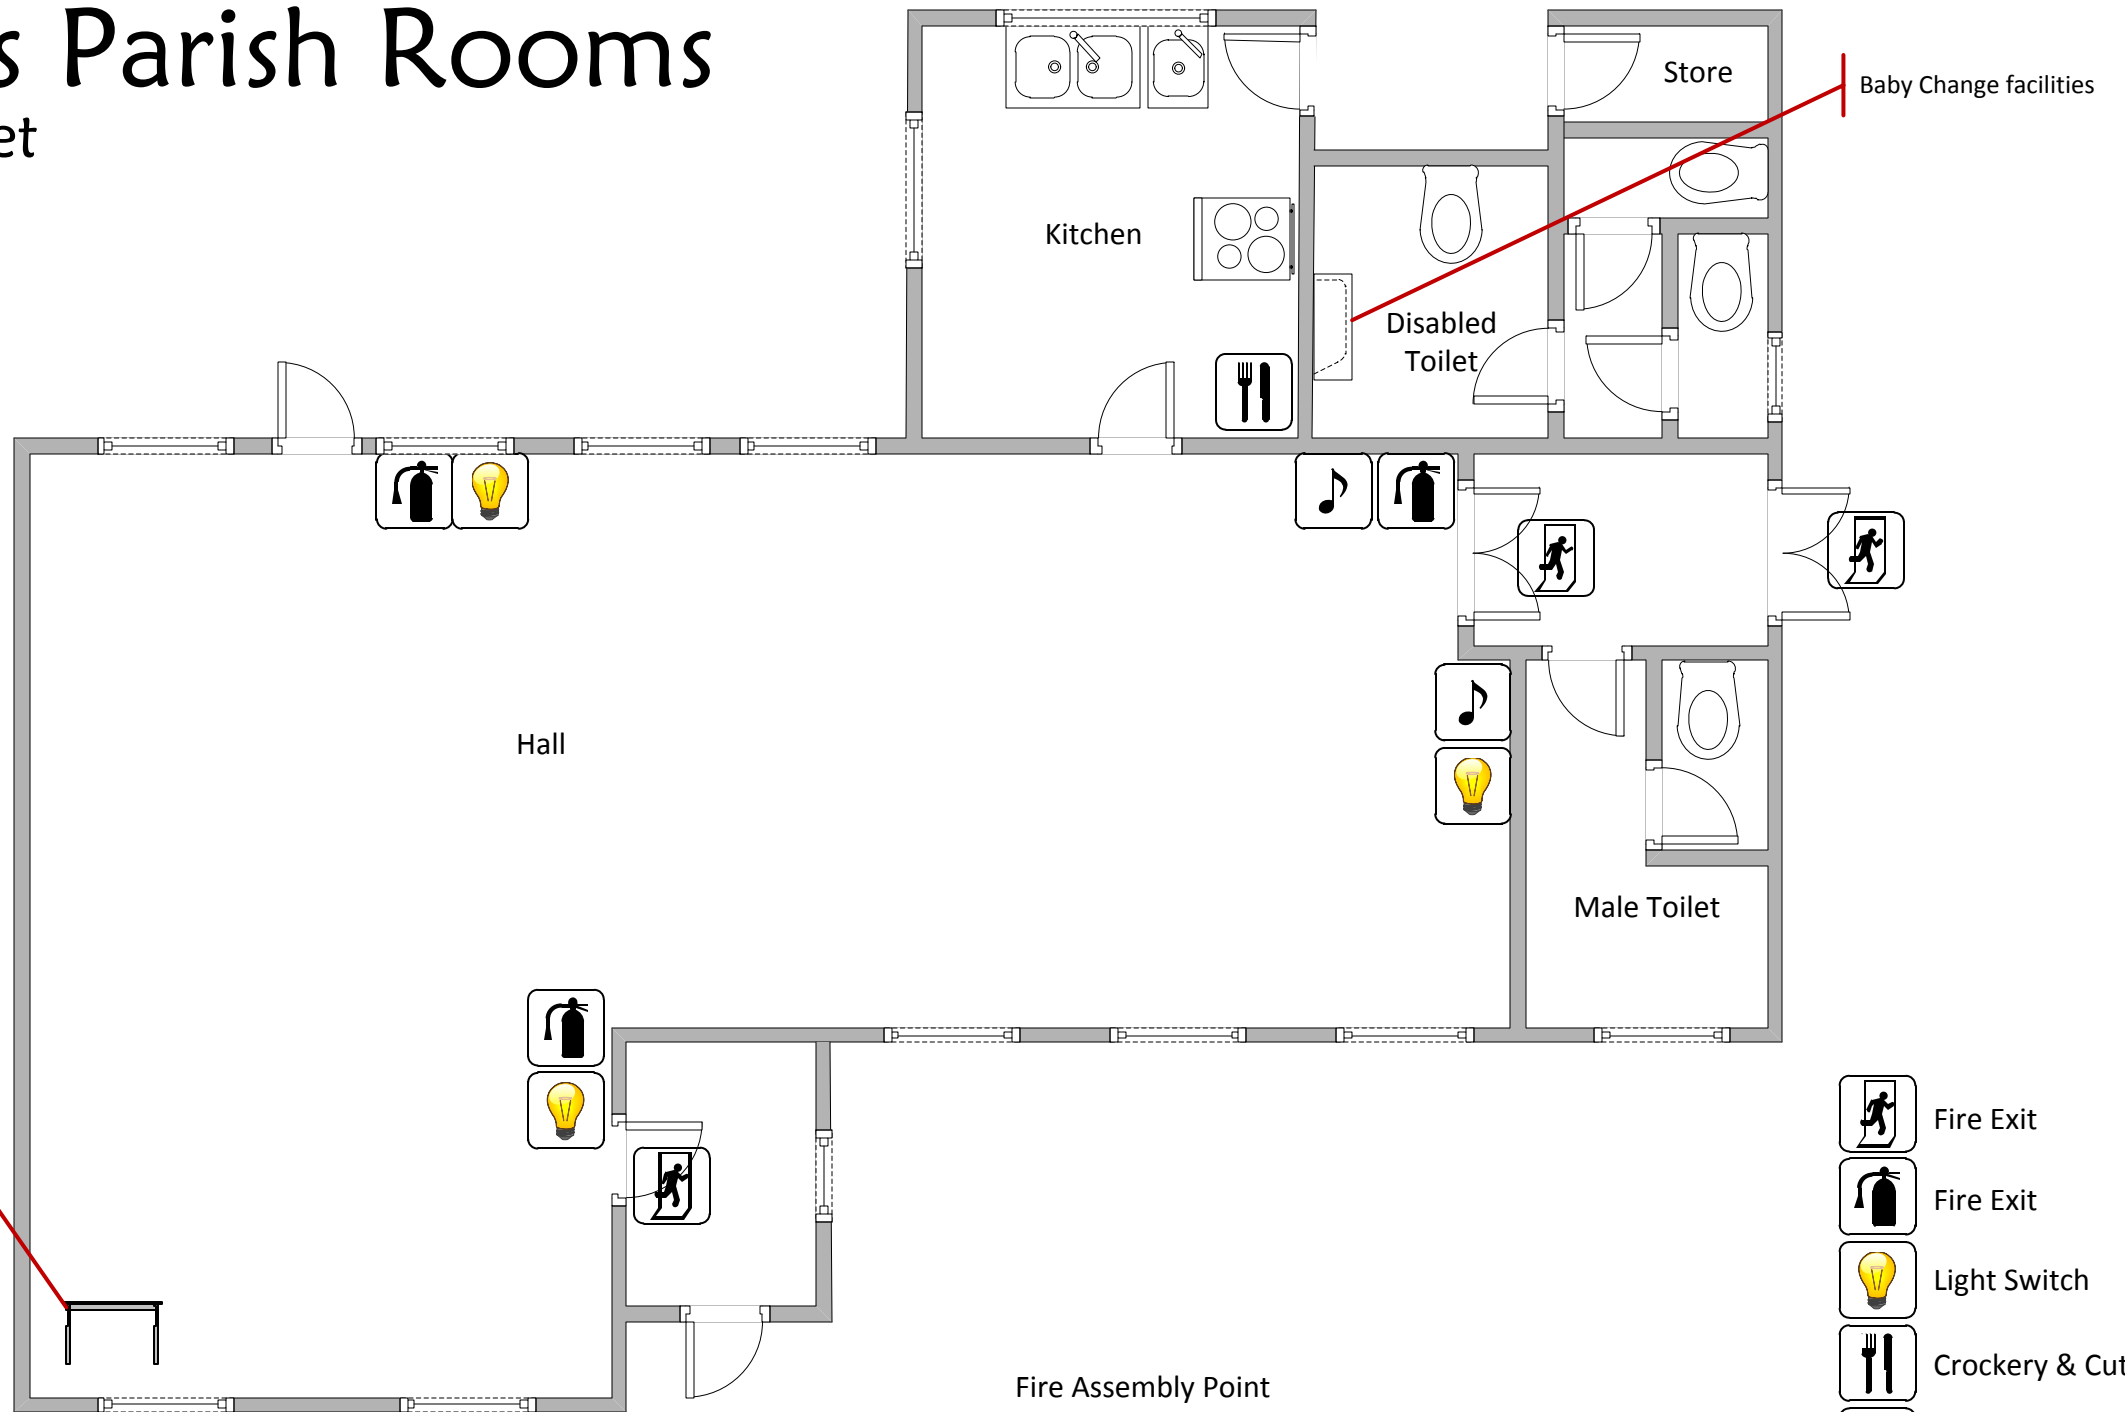 s Parish Rooms
et
Store
Baby Change facilities
Kitchen
Disabled
Toilet
Hall
Male Toilet
Fire Exit
Fire Exit
Light Switch
Crockery & Cut
Fire Assembly Point